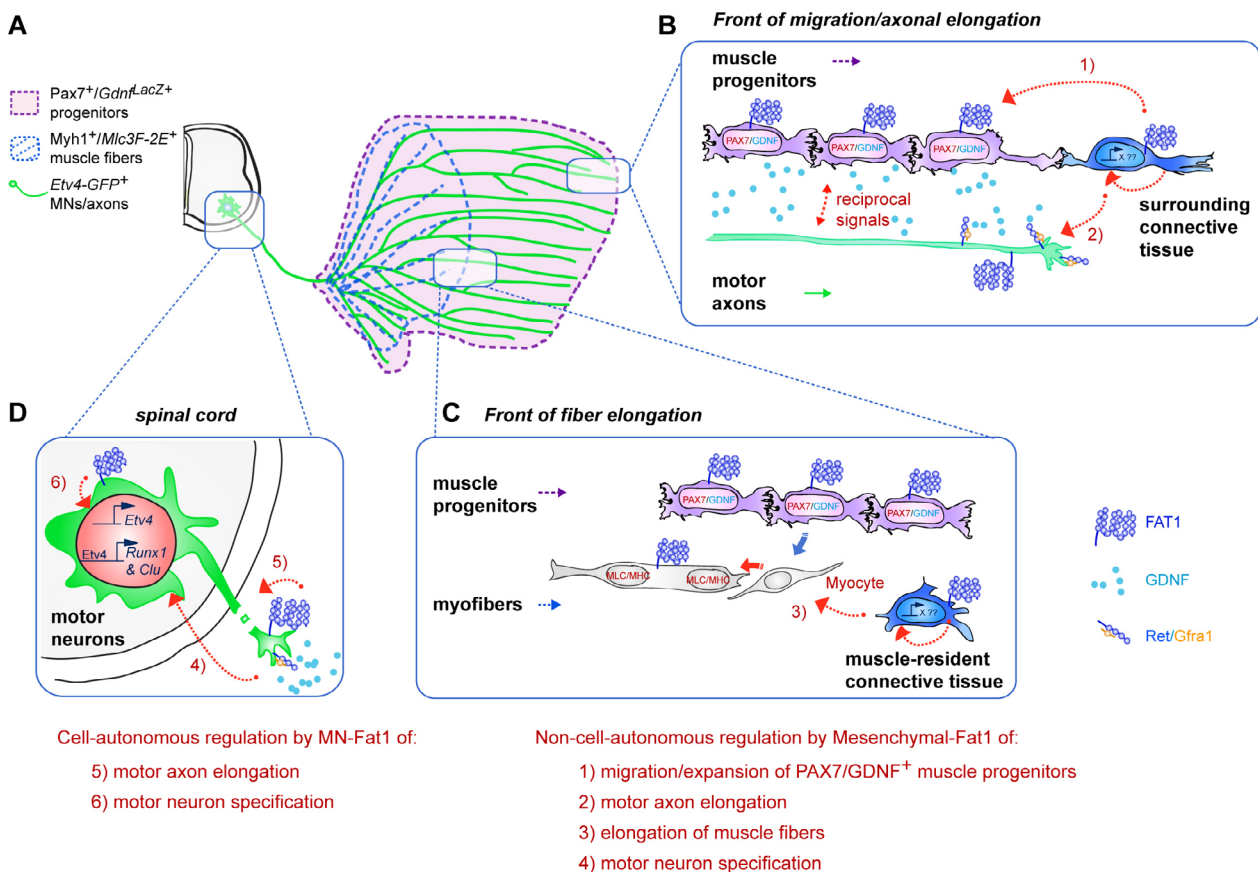 A
Pax7+/GdnfLacZ+
progenitors
Myh1+/Mlc3F-2E+
muscle fibers
Etv4-GFP+
MNs/axons
B
Front of migration/axonal elongation
muscle
progenitors
1)
PAX7/GDNF
PAX7/GDNF
PAX7/GDNF
X ??
reciprocal
signals
2)
surrounding
connective
tissue
motor
axons
D
spinal cord
6)
Etv4
Etv4
Runx1
& Clu
5)
motor
neurons
4)
C
Front of fiber elongation
muscle
progenitors
PAX7/GDNF
PAX7/GDNF
PAX7/GDNF
MLC/MHC
MLC/MHC
Myocyte
myofibers
3)
X ??
muscle-resident
connective tissue
FAT1
GDNF
Ret/Gfra1
Cell-autonomous regulation by MN-Fat1 of:
5) motor axon elongation
6) motor neuron specification
Non-cell-autonomous regulation by Mesenchymal-Fat1 of:
1) migration/expansion of PAX7/GDNF+ muscle progenitors
2) motor axon elongation
3) elongation of muscle fibers
4) motor neuron specification